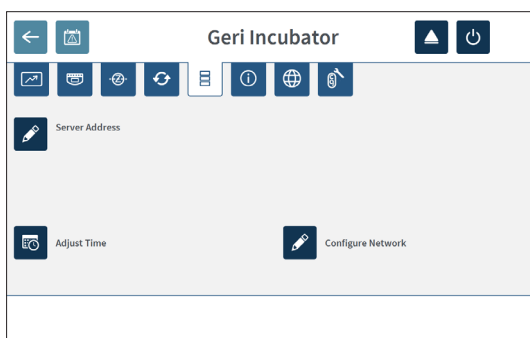 Geri Incubator
Server Address
Adjust Time
Configure Network